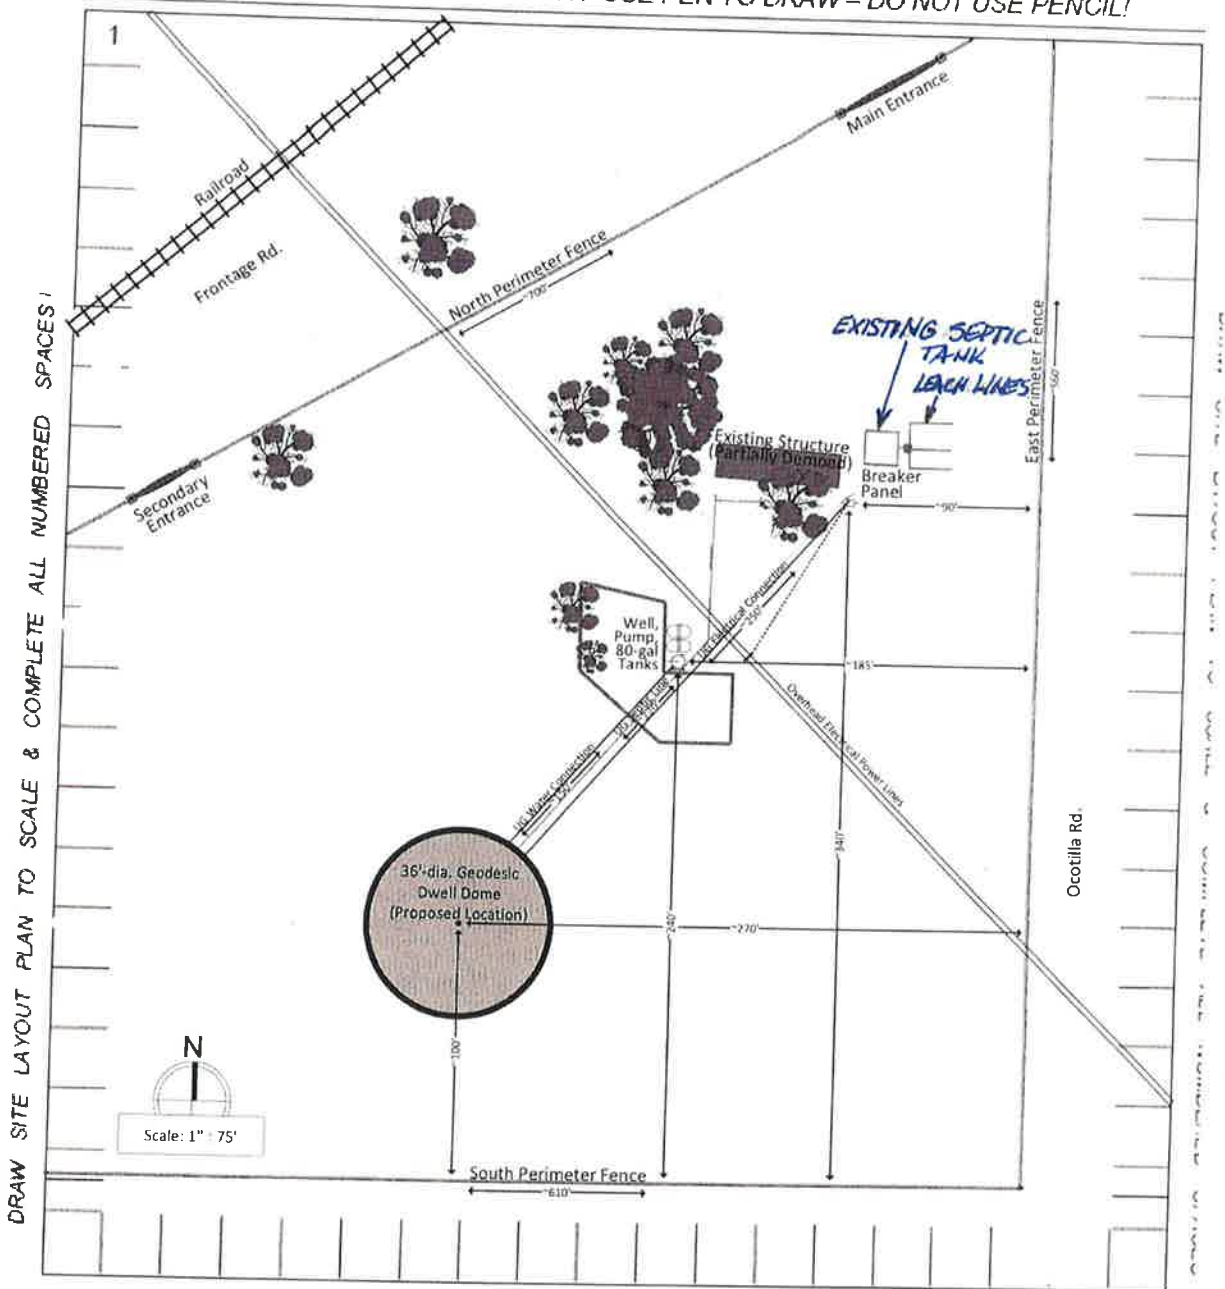 USE PEN TO DRAW – DO NOT USE PENCIL!
1
Main Entrance
Railroad
Frontage Rd.
North Perimeter Fence
~700'
EXISTING SEPTIC
TANK
LEACH LINES
East Perimeter Fence
Existing Structure
(Partially Demond)
Breaker
Panel
~90'
Secondary
Entrance
UG Electrical Connection
~250'
Well,
Pump,
80-gal
Tanks
~185'
Overhead Electrical Power Lines
UG Water Connection
36'-dia. Geodesic
Dwell Dome
(Proposed Location)
~240'
~270'
~340'
Ocotilla Rd.
~100'
N
Scale: 1" : 75'
South Perimeter Fence
~610'
DRAW SITE LAYOUT PLAN TO SCALE & COMPLETE ALL NUMBERED SPACES!